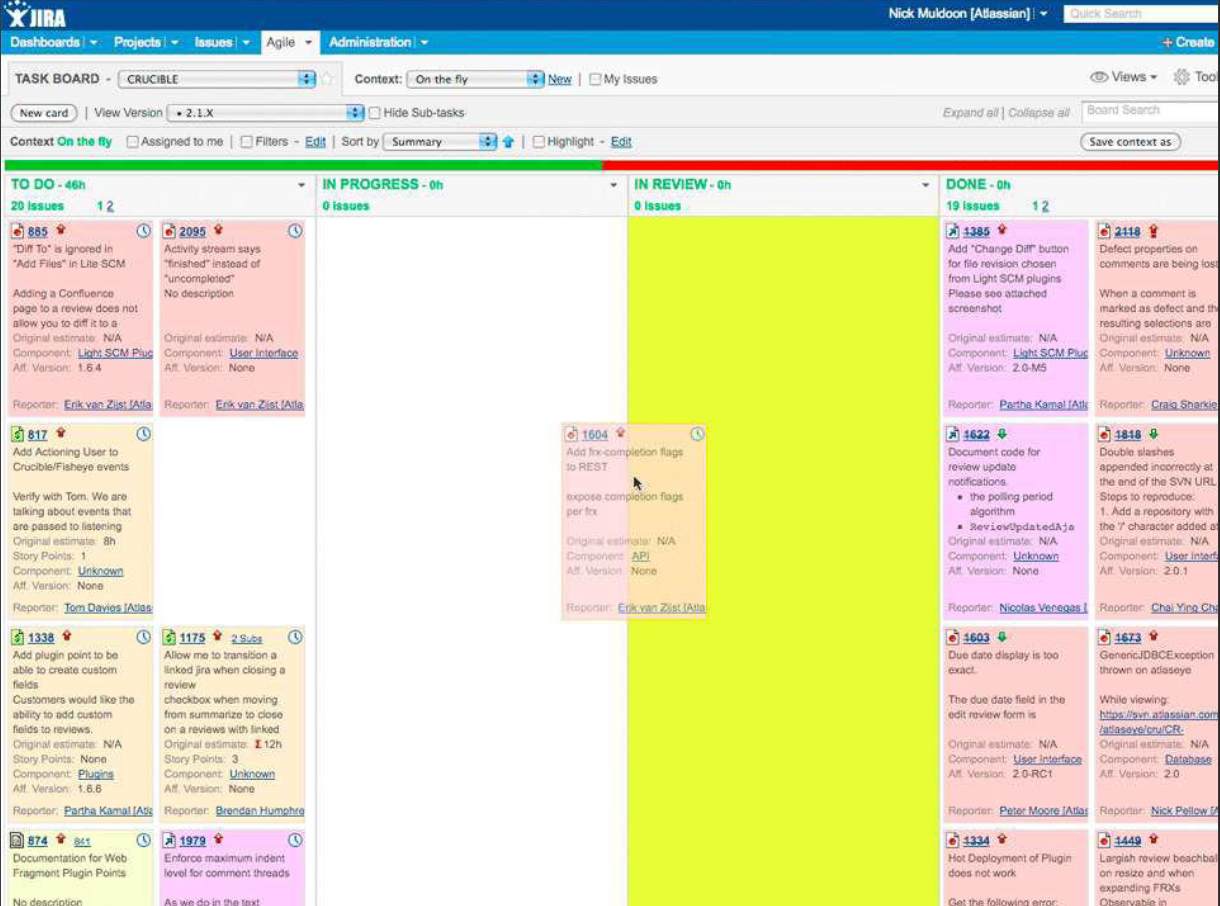 JIRA
Nick Muldoon [Atlassian]
Quick Search
Dashboards
Projects
Issues
Agile
Administration
+ Create
TASK BOARD - CRUCIBLE
Context: On the fly New | My Issues
Views
New card | View Version • 2.1.X Hide Sub-tasks
Expand all | Collapse all
Board Search
Context On the fly Assigned to me | Filters - Edit | Sort by Summary | Highlight - Edit
Save context as
TO DO - 46h
20 Issues 1 2
IN PROGRESS - 0h
0 Issues
IN REVIEW - 0h
0 Issues
DONE - 0h
19 Issues 1 2
885
"Diff To" is ignored in
"Add Files" in Lite SCM
Adding a Confluence
page to a review does not
allow you to diff it to a
Original estimate: N/A
Component: Light SCM Plug
Aff. Version: 1.6.4
Reporter: Erik van Zijst [Atla
2095
Activity stream says
"finished" instead of
"uncompleted"
No description
Original estimate: N/A
Component: User Interface
Aff. Version: None
Reporter: Erik van Zijst [Atla
1385
Add "Change Diff" button
for file revision chosen
from Light SCM plugins
Please see attached
screenshot
Original estimate: N/A
Component: Light SCM Plug
Aff. Version: 2.0-M5
Reporter: Partha Kamal [Atla
2118
Defect properties on
comments are being lost
When a comment is
marked as defect and the
resulting selections are
Original estimate: N/A
Component: Unknown
Aff. Version: None
Reporter: Craig Sharkie
817
Add Actioning User to
Crucible/Fisheye events
Verify with Tom. We are
talking about events that
are passed to listening
Original estimate: 8h
Story Points: 1
Component: Unknown
Aff. Version: None
Reporter: Tom Davies [Atlas
1604
Add frx-completion flags
to REST
expose completion flags
per frx
Original estimate: N/A
Component: API
Aff. Version: None
Reporter: Erik van Zijst [Atla
1622
Document code for
review update
notifications.
• the polling period
algorithm
• ReviewUpdatedAja
Original estimate: N/A
Component: Unknown
Aff. Version: None
Reporter: Nicolas Venegas [
1818
Double slashes
appended incorrectly at
the end of the SVN URL
Steps to reproduce:
1. Add a repository with
the '/' character added at
Original estimate: N/A
Component: User Interfa
Aff. Version: 2.0.1
Reporter: Chai Ying Cha
1338
Add plugin point to be
able to create custom
fields
Customers would like the
ability to add custom
fields to reviews.
Original estimate: N/A
Story Points: None
Component: Plugins
Aff. Version: 1.6.6
Reporter: Partha Kamal [Atla
1175 2 Subs
Allow me to transition a
linked jira when closing a
review
checkbox when moving
from summarize to close
on a reviews with linked
Original estimate: Σ 12h
Story Points: 3
Component: Unknown
Aff. Version: None
Reporter: Brendan Humphre
1603
Due date display is too
exact.
The due date field in the
edit review form is
Original estimate: N/A
Component: User Interface
Aff. Version: 2.0-RC1
Reporter: Peter Moore [Atlas
1673
GenericJDBCException
thrown on atlaseye
While viewing:
https://svn.atlassian.com
/atlaseye/cru/CR-
Original estimate: N/A
Component: Database
Aff. Version: 2.0
Reporter: Nick Pellow [A
874 841
Documentation for Web
Fragment Plugin Points
No description
1979
Enforce maximum indent
level for comment threads
As we do in the text
1334
Hot Deployment of Plugin
does not work
Get the following error:
1449
Largish review beachbal
on resize and when
expanding FRXs
Observable in